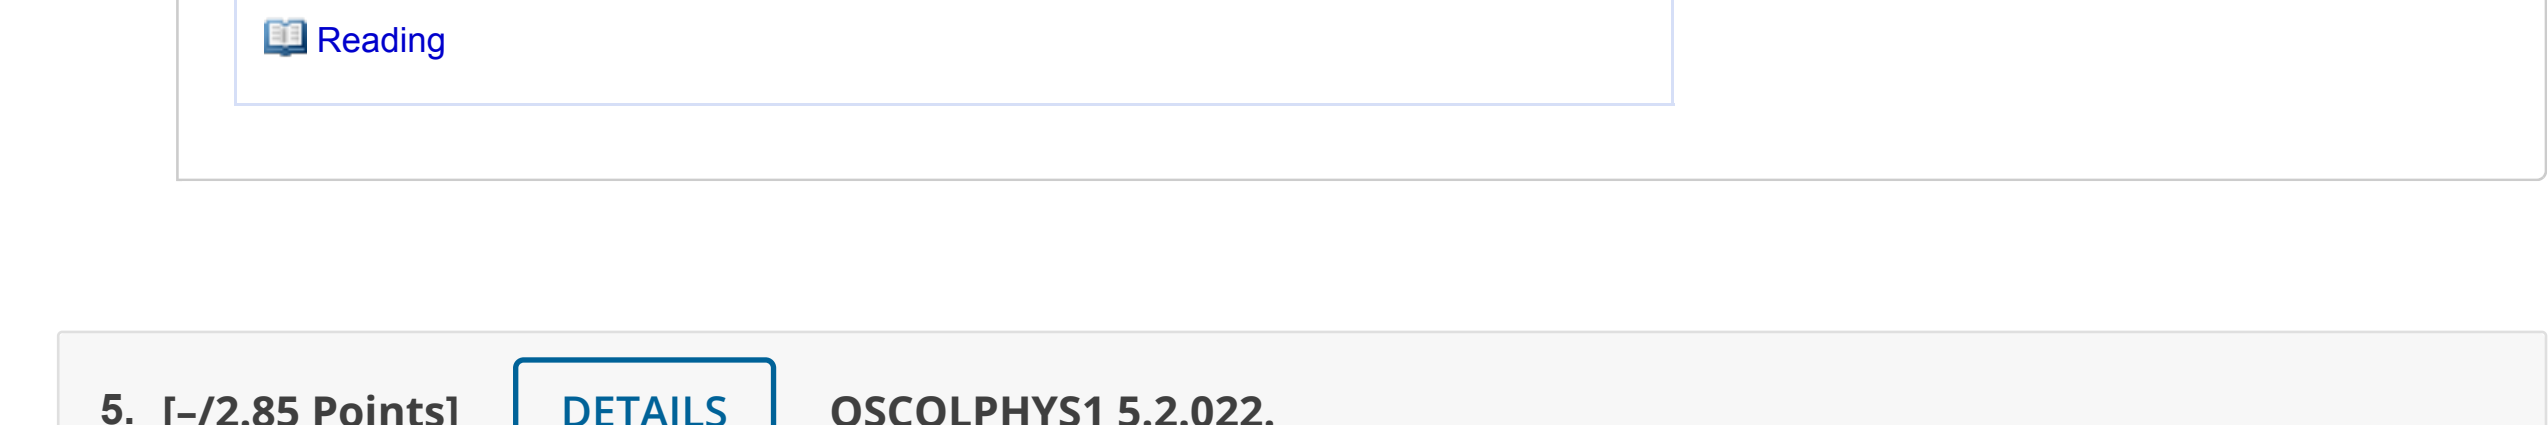 Reading
5. [–/2.85 Points] DETAILS OSCOLPHYS1 5.2.022.